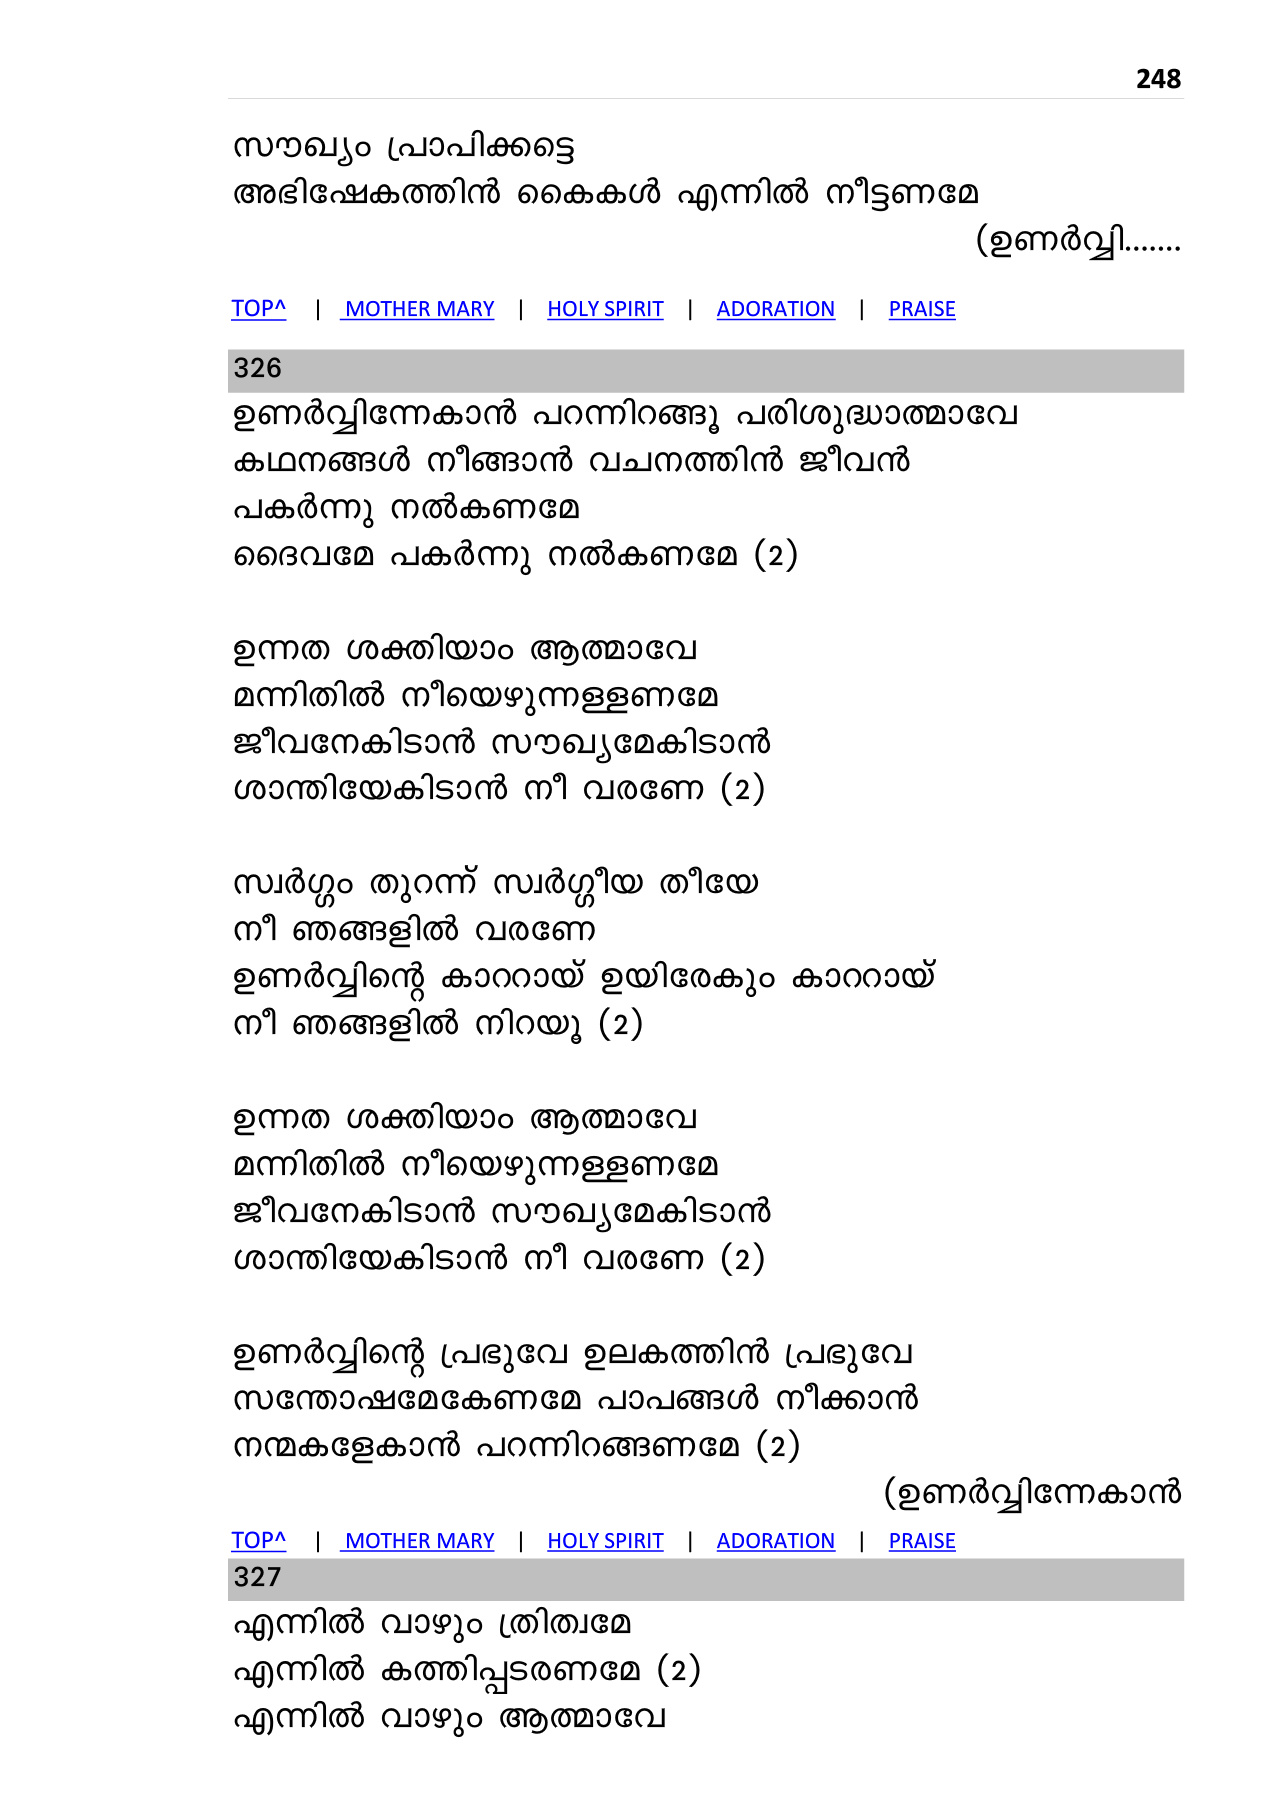 248
സൗഖ്യം പ്രാപിക്കട്ടെ
അഭിഷേകത്തിൻ കൈകൾ എന്നിൽ നീട്ടണമേ
(ഉണർവ്വി.......
TOP^ | MOTHER MARY | HOLY SPIRIT | ADORATION | PRAISE
326
ഉണർവ്വിന്നേകാൻ പറന്നിറങ്ങൂ പരിശുദ്ധാത്മാവേ
കഥനങ്ങൾ നീങ്ങാൻ വചനത്തിൻ ജീവൻ
പകർന്നു നൽകണമേ
ദൈവമേ പകർന്നു നൽകണമേ (2)
ഉന്നത ശക്തിയാം ആത്മാവേ
മന്നിതിൽ നീയെഴുന്നള്ളണമേ
ജീവനേകിടാൻ സൗഖ്യമേകിടാൻ
ശാന്തിയേകിടാൻ നീ വരണേ (2)
സ്വർഗ്ഗം തുറന്ന് സ്വർഗ്ഗീയ തീയേ
നീ ഞങ്ങളിൽ വരണേ
ഉണർവ്വിന്റെ കാററായ് ഉയിരേകും കാററായ്
നീ ഞങ്ങളിൽ നിറയൂ (2)
ഉന്നത ശക്തിയാം ആത്മാവേ
മന്നിതിൽ നീയെഴുന്നള്ളണമേ
ജീവനേകിടാൻ സൗഖ്യമേകിടാൻ
ശാന്തിയേകിടാൻ നീ വരണേ (2)
ഉണർവ്വിന്റെ പ്രഭുവേ ഉലകത്തിൻ പ്രഭുവേ
സന്തോഷമേകേണമേ പാപങ്ങൾ നീക്കാൻ
നന്മകളേകാൻ പറന്നിറങ്ങണമേ (2)
(ഉണർവ്വിന്നേകാൻ
TOP^ | MOTHER MARY | HOLY SPIRIT | ADORATION | PRAISE
327
എന്നിൽ വാഴും ത്രിത്വമേ
എന്നിൽ കത്തിപ്പടരണമേ (2)
എന്നിൽ വാഴും ആത്മാവേ